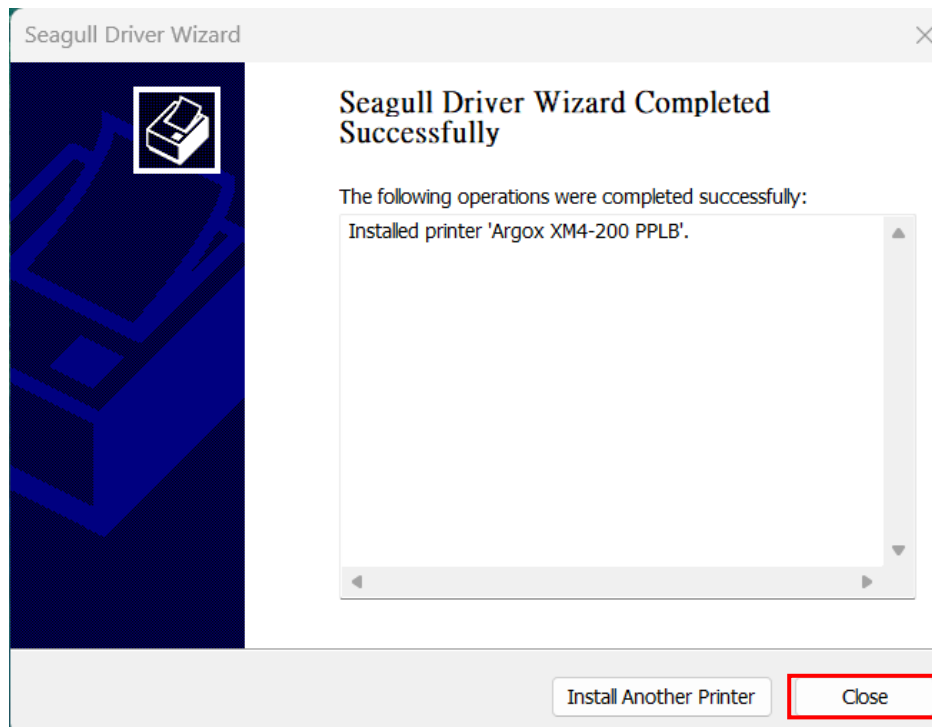 Seagull Driver Wizard
Seagull Driver Wizard Completed
Successfully
The following operations were completed successfully:
Installed printer 'Argox XM4-200 PPLB'.
Install Another Printer
Close